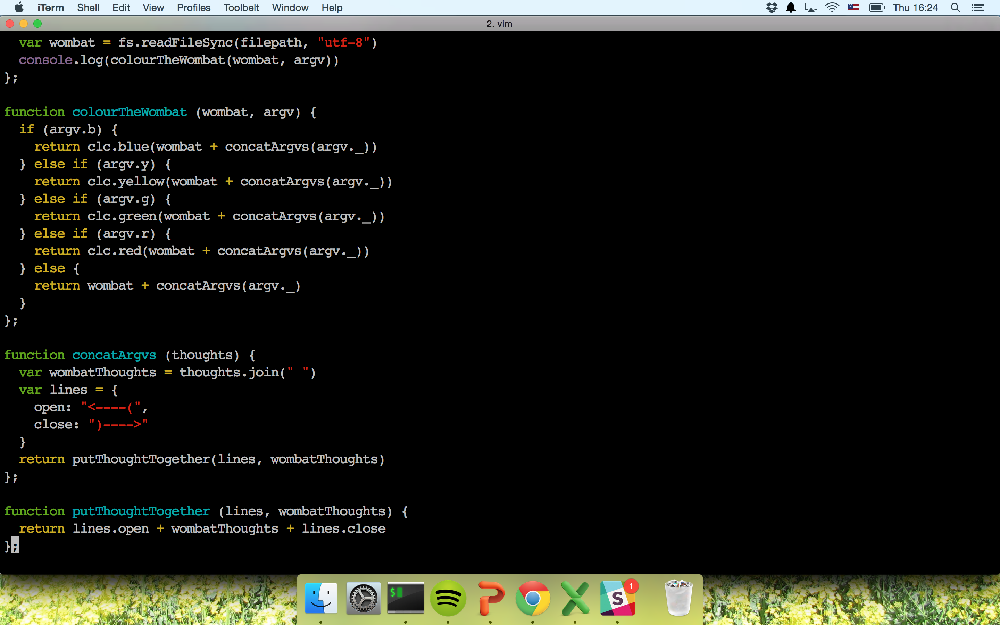 iTerm Shell Edit View Profiles Toolbelt Window Help Thu 16:24
2. vim
  var wombat = fs.readFileSync(filepath, "utf-8")
  console.log(colourTheWombat(wombat, argv))
};

function colourTheWombat (wombat, argv) {
  if (argv.b) {
    return clc.blue(wombat + concatArgvs(argv._))
  } else if (argv.y) {
    return clc.yellow(wombat + concatArgvs(argv._))
  } else if (argv.g) {
    return clc.green(wombat + concatArgvs(argv._))
  } else if (argv.r) {
    return clc.red(wombat + concatArgvs(argv._))
  } else {
    return wombat + concatArgvs(argv._)
  }
};

function concatArgvs (thoughts) {
  var wombatThoughts = thoughts.join(" ")
  var lines = {
    open: "<----(",
    close: ")---->"
  }
  return putThoughtTogether(lines, wombatThoughts)
};

function putThoughtTogether (lines, wombatThoughts) {
  return lines.open + wombatThoughts + lines.close
};
$
S
1